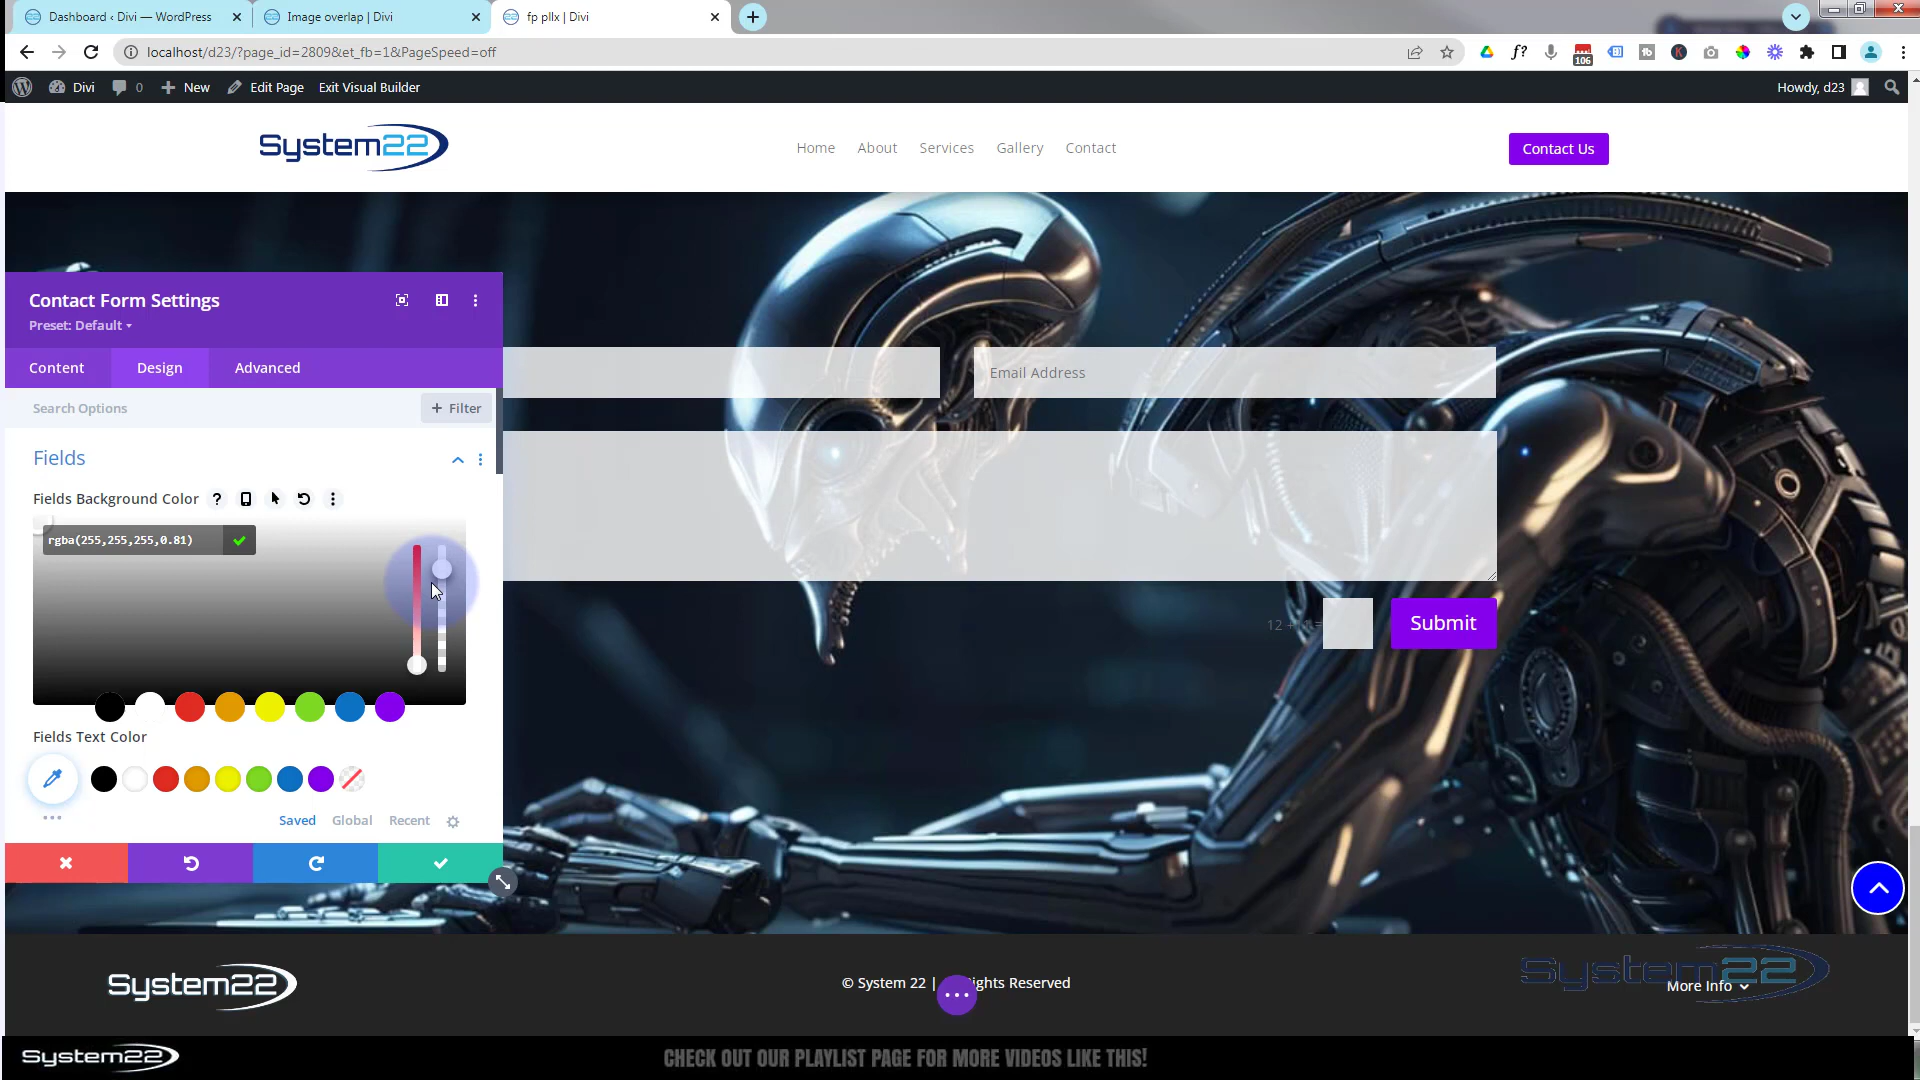 Dashboard ‹ Divi — WordPress
Image overlap | Divi
fp pllx | Divi
localhost/d23/?page_id=2809&et_fb=1&PageSpeed=off
106
Divi
0
New
Edit Page
Exit Visual Builder
Howdy, d23
System22
Home
About
Services
Gallery
Contact
Contact Us
Contact Form Settings
Preset: Default
Content
Design
Advanced
Search Options
+ Filter
Fields
Fields Background Color
rgba(255,255,255,0.81)
Fields Text Color
Saved
Global
Recent
Email Address
12 +
Submit
System22
© System 22 |
ights Reserved
System22
More Info
System22
CHECK OUT OUR PLAYLIST PAGE FOR MORE VIDEOS LIKE THIS!